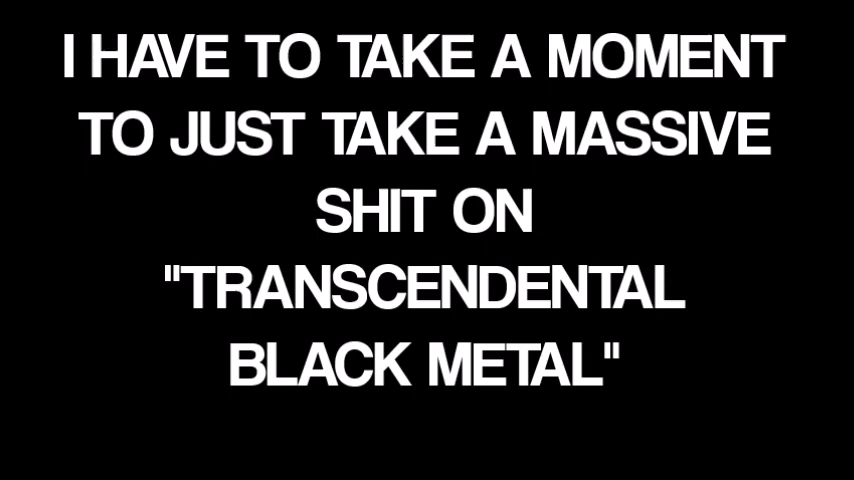 I HAVE TO TAKE A MOMENT
TO JUST TAKE A MASSIVE
SHIT ON
"TRANSCENDENTAL
BLACK METAL"